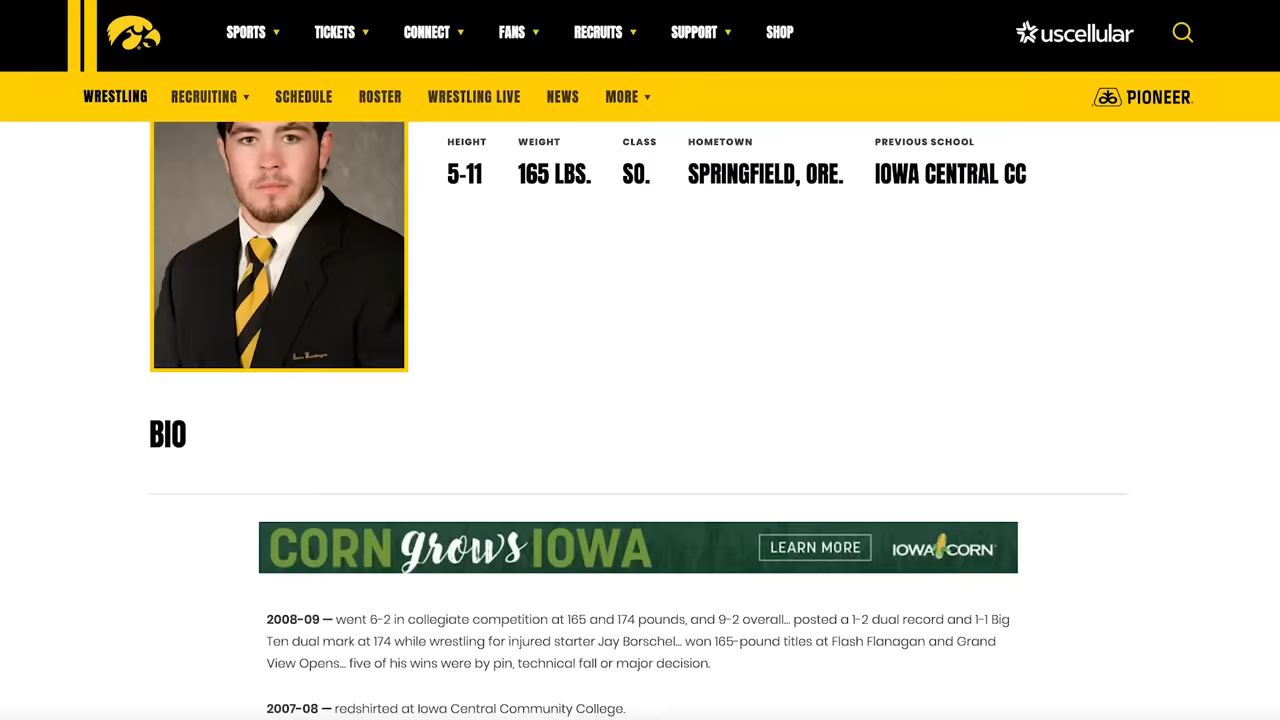 SPORTS ▼ TICKETS ▼ CONNECT ▼ FANS ▼ RECRUITS ▼ SUPPORT ▼ SHOP uscellular
WRESTLING RECRUITING ▼ SCHEDULE ROSTER WRESTLING LIVE NEWS MORE ▼ PIONEER.
HEIGHT WEIGHT CLASS HOMETOWN PREVIOUS SCHOOL
5-11 165 LBS. SO. SPRINGFIELD, ORE. IOWA CENTRAL CC
BIO
CORN grows IOWA LEARN MORE IOWA CORN
2008-09 — went 6-2 in collegiate competition at 165 and 174 pounds, and 9-2 overall... posted a 1-2 dual record and 1-1 Big
Ten dual mark at 174 while wrestling for injured starter Jay Borschel... won 165-pound titles at Flash Flanagan and Grand
View Opens... five of his wins were by pin, technical fall or major decision.
2007-08 — redshirted at Iowa Central Community College.